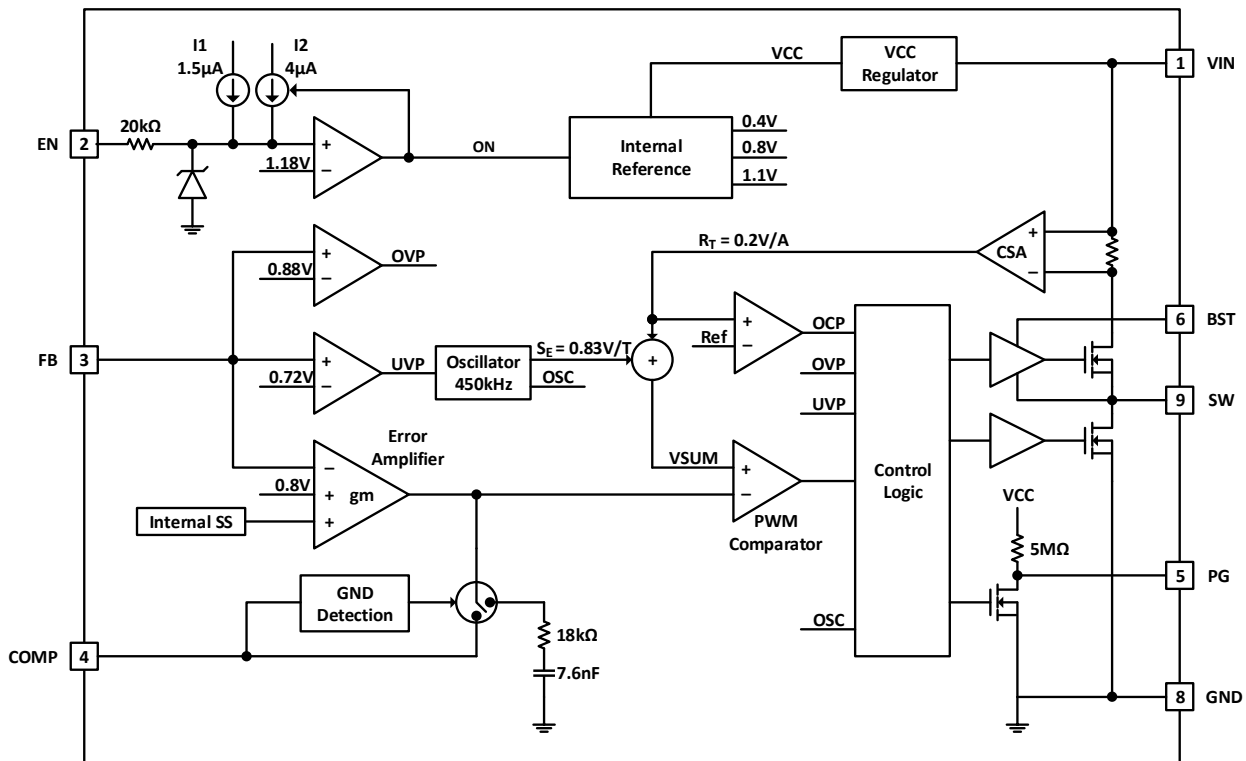 I1
1.5µA
I2
4µA
VCC
VCC
Regulator
1
VIN
EN
2
20kΩ
+
1.18V
−
ON
Internal
Reference
0.4V
0.8V
1.1V
+
0.88V
−
OVP
R_T = 0.2V/A
CSA
+
−
FB
3
+
0.72V
−
UVP
Oscillator
450kHz
S_E = 0.83V/T
OSC
+
+
Ref
−
OCP
OVP
UVP
6
BST
9
SW
Error
Amplifier
−
0.8V
+
gm
Internal SS
+
VSUM
+
−
PWM
Comparator
Control
Logic
VCC
5MΩ
5
PG
GND
Detection
18kΩ
7.6nF
OSC
COMP
4
8
GND